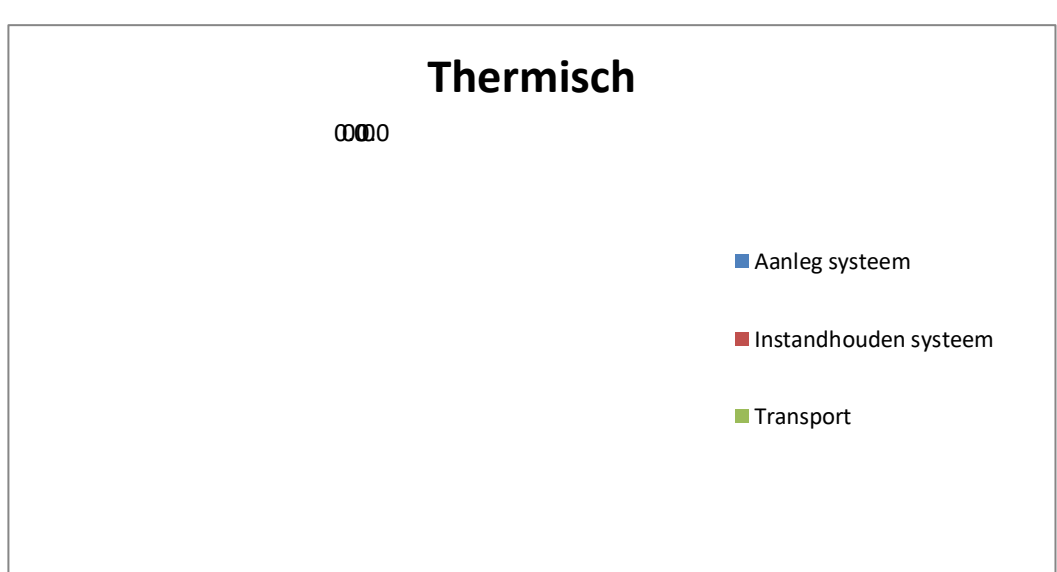 Thermisch
Aanleg systeem
Instandhouden systeem
Transport